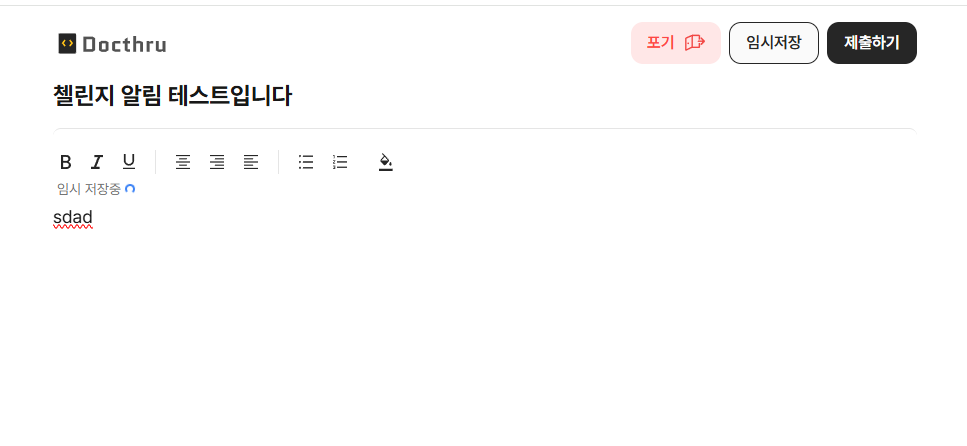 Docthru
포기
임시저장
제출하기
첼린지 알림 테스트입니다
B I U
임시 저장중
sdad